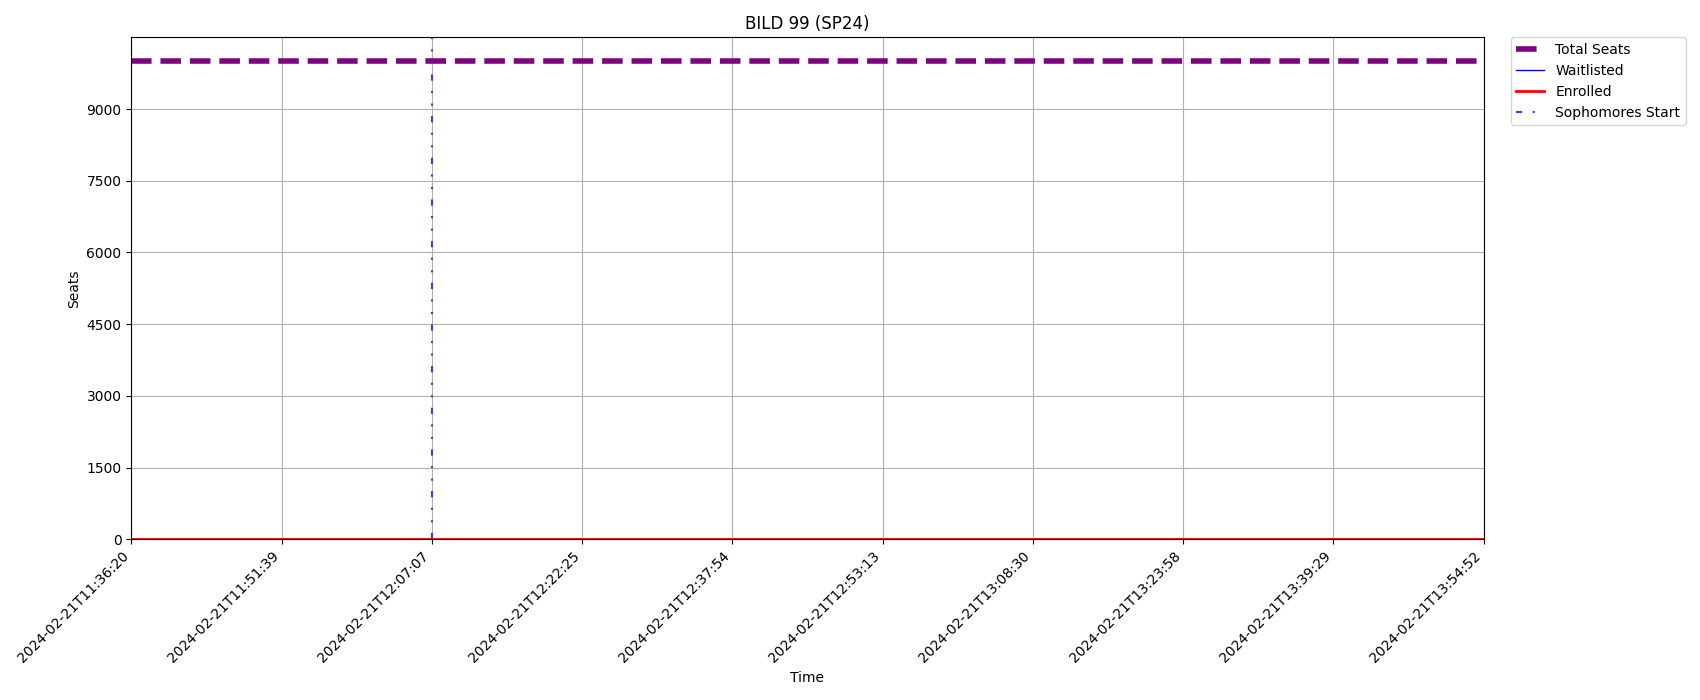 BILD 99 (SP24)
Total Seats
Waitlisted
Enrolled
Sophomores Start
Seats
9000
7500
6000
4500
3000
1500
0
2024-02-21T11:36:20
2024-02-21T11:51:39
2024-02-21T12:07:07
2024-02-21T12:22:25
2024-02-21T12:37:54
2024-02-21T12:53:13
2024-02-21T13:08:30
2024-02-21T13:23:58
2024-02-21T13:39:29
2024-02-21T13:54:52
Time